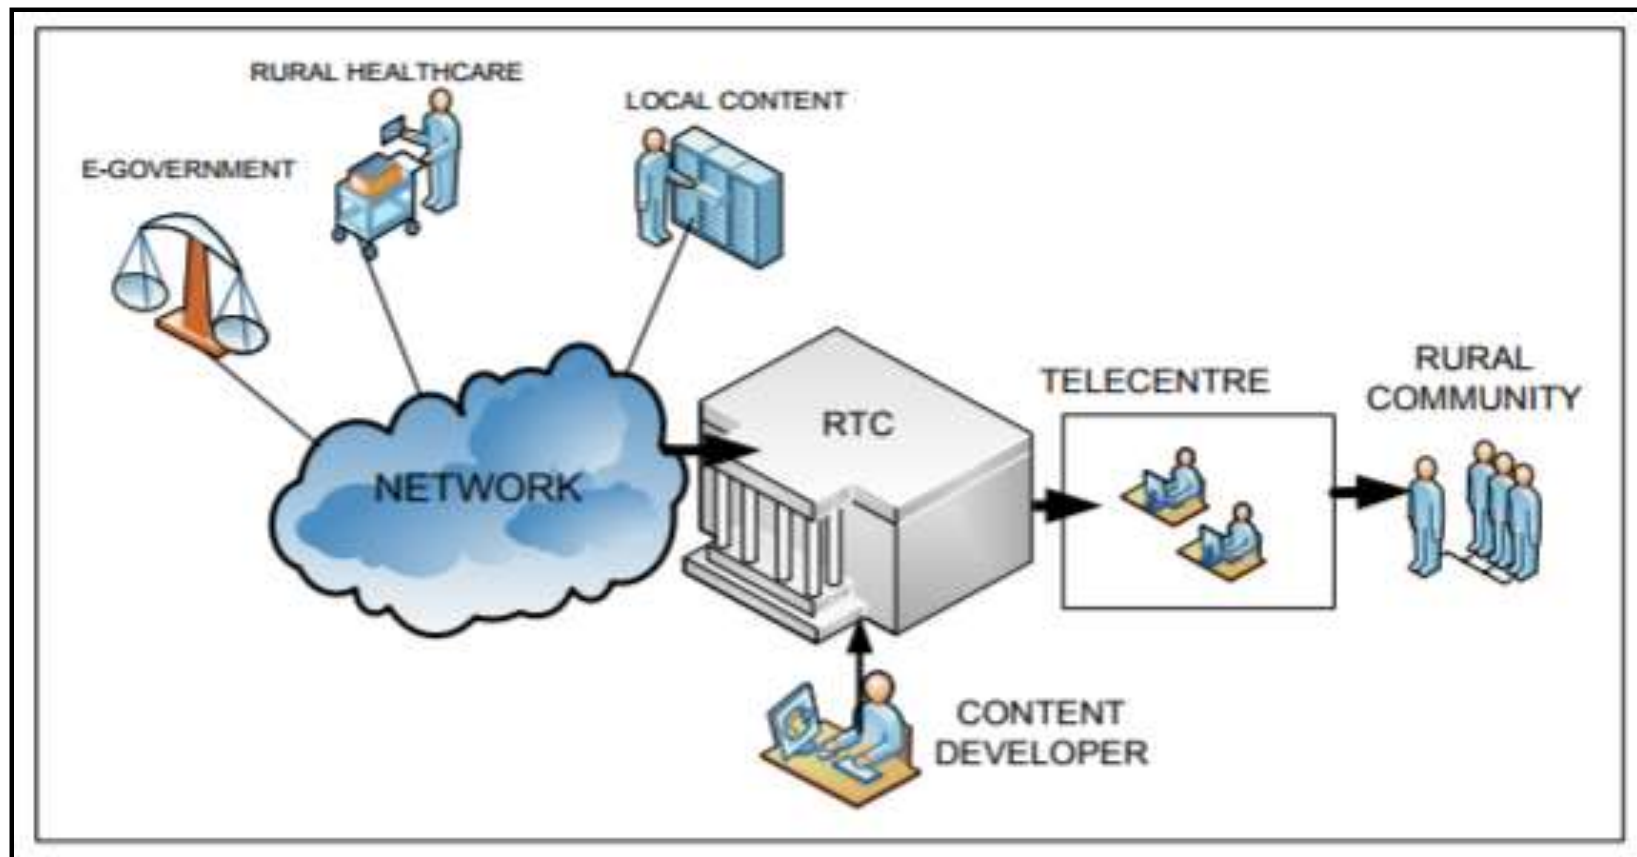 RURAL HEALTHCARE
LOCAL CONTENT
E-GOVERNMENT
NETWORK
RTC
TELECENTRE
RURAL
COMMUNITY
CONTENT
DEVELOPER